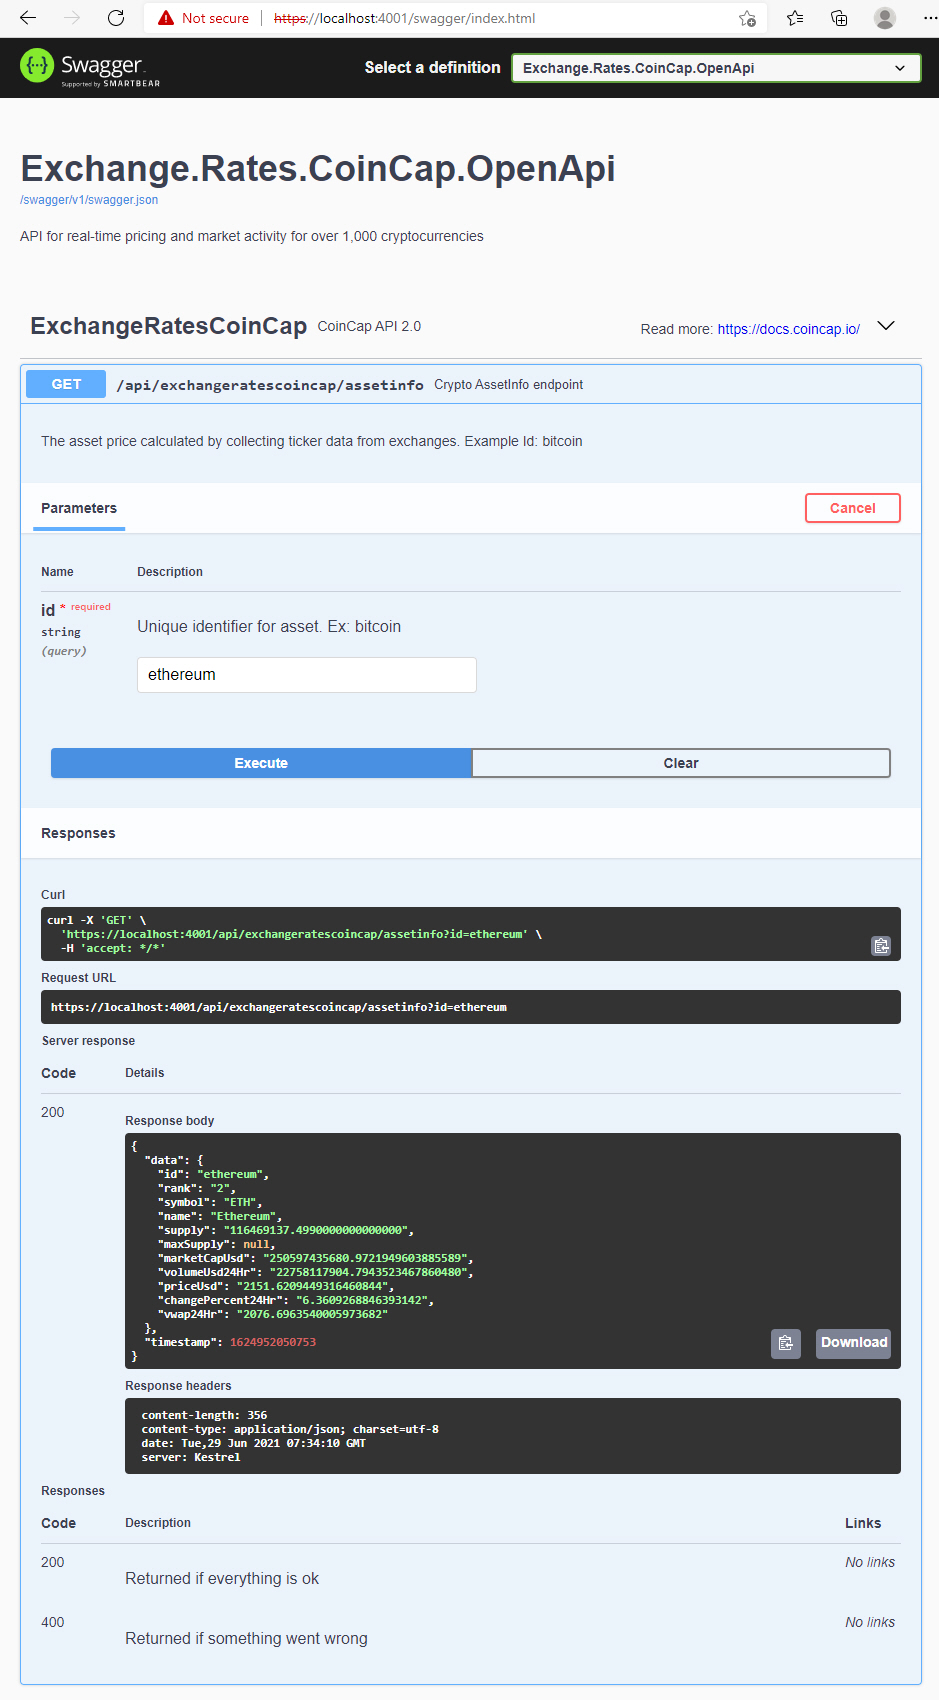 Not secure https://localhost:4001/swagger/index.html
Swagger
Supported by SMARTBEAR
Select a definition
Exchange.Rates.CoinCap.OpenApi
Exchange.Rates.CoinCap.OpenApi
/swagger/v1/swagger.json
API for real-time pricing and market activity for over 1,000 cryptocurrencies
ExchangeRatesCoinCap CoinCap API 2.0
Read more: https://docs.coincap.io/
GET /api/exchangeratescoincap/assetinfo Crypto AssetInfo endpoint
The asset price calculated by collecting ticker data from exchanges. Example Id: bitcoin
Parameters
Cancel
Name Description
id * required
string
(query)
Unique identifier for asset. Ex: bitcoin
ethereum
Execute Clear
Responses
Curl
curl -X 'GET' \
'https://localhost:4001/api/exchangeratescoincap/assetinfo?id=ethereum' \
-H 'accept: */*'
Request URL
https://localhost:4001/api/exchangeratescoincap/assetinfo?id=ethereum
Server response
Code Details
200
Response body
{
"data": {
"id": "ethereum",
"rank": "2",
"symbol": "ETH",
"name": "Ethereum",
"supply": "116469137.4990000000000000",
"maxSupply": null,
"marketCapUsd": "250597435680.9721949603885589",
"volumeUsd24Hr": "22758117904.7943523467860480",
"priceUsd": "2151.6209449316460844",
"changePercent24Hr": "6.3609268846393142",
"vwap24Hr": "2076.6963540005973682"
},
"timestamp": 1624952050753
}
Download
Response headers
content-length: 356
content-type: application/json; charset=utf-8
date: Tue,29 Jun 2021 07:34:10 GMT
server: Kestrel
Responses
Code Description Links
200 No links
Returned if everything is ok
400 No links
Returned if something went wrong